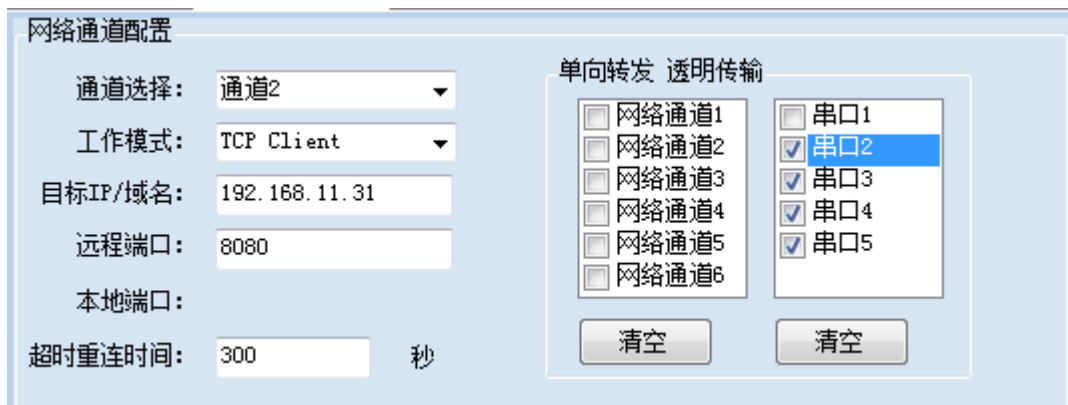 网络通道配置
通道选择: 通道2
工作模式: TCP Client
目标IP/域名: 192.168.11.31
远程端口: 8080
本地端口:
超时重连时间: 300 秒
单向转发 透明传输
网络通道1
网络通道2
网络通道3
网络通道4
网络通道5
网络通道6
清空
串口1
串口2
串口3
串口4
串口5
清空